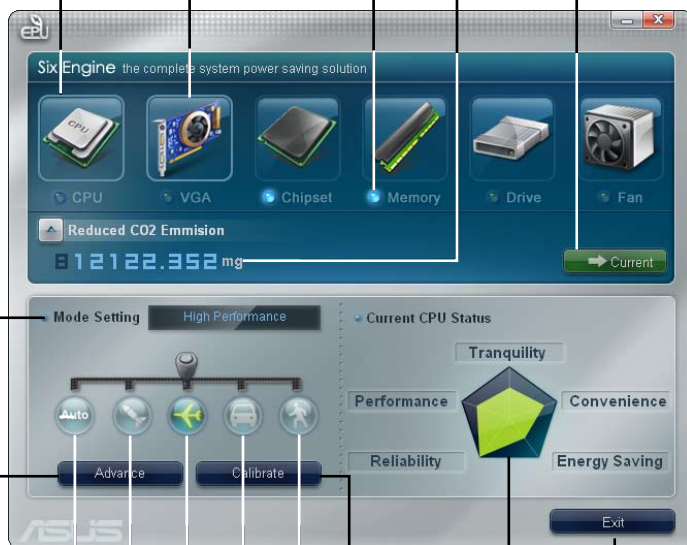 EPU
Six Engine the complete system power saving solution
CPU
CPU VGA Chipset Memory Drive Fan
Reduced CO2 Emmision
12122.352 mg
Current
Mode Setting High Performance
Current CPU Status
Tranquility
Performance Convenience
Auto
Reliability Energy Saving
Advance Calibrate
Exit
ASUS